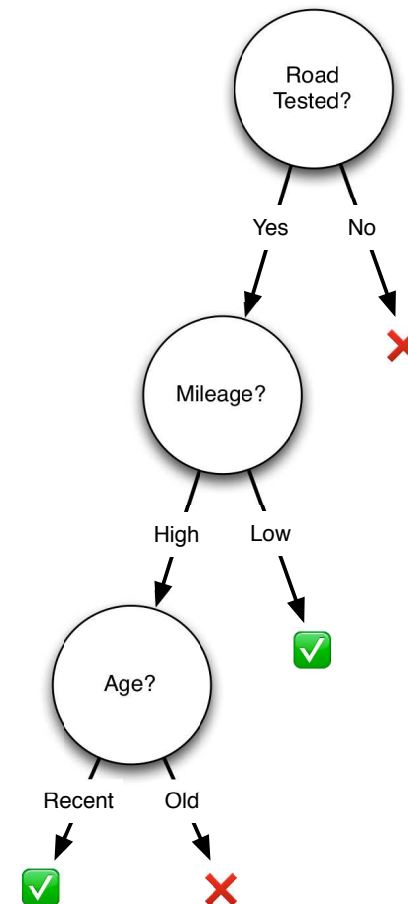 Road
Tested?
Yes
No
Mileage?
High
Low
Age?
Recent
Old